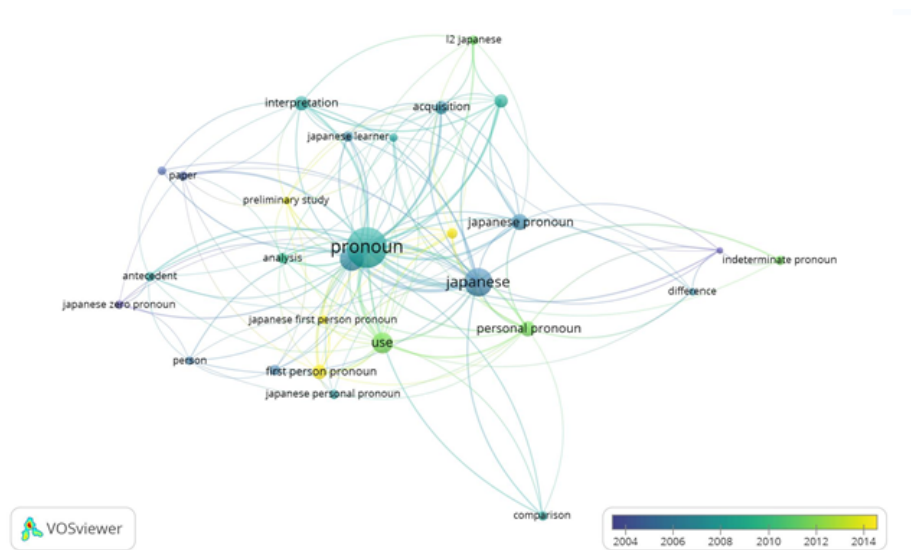 l2 japanese
interpretation
acquisition
japanese learner
paper
preliminary study
japanese pronoun
pronoun
analysis
indeterminate pronoun
antecedent
japanese
difference
japanese zero pronoun
japanese first person pronoun
personal pronoun
use
person
first person pronoun
japanese personal pronoun
comparison
VOSviewer
2004 2006 2008 2010 2012 2014